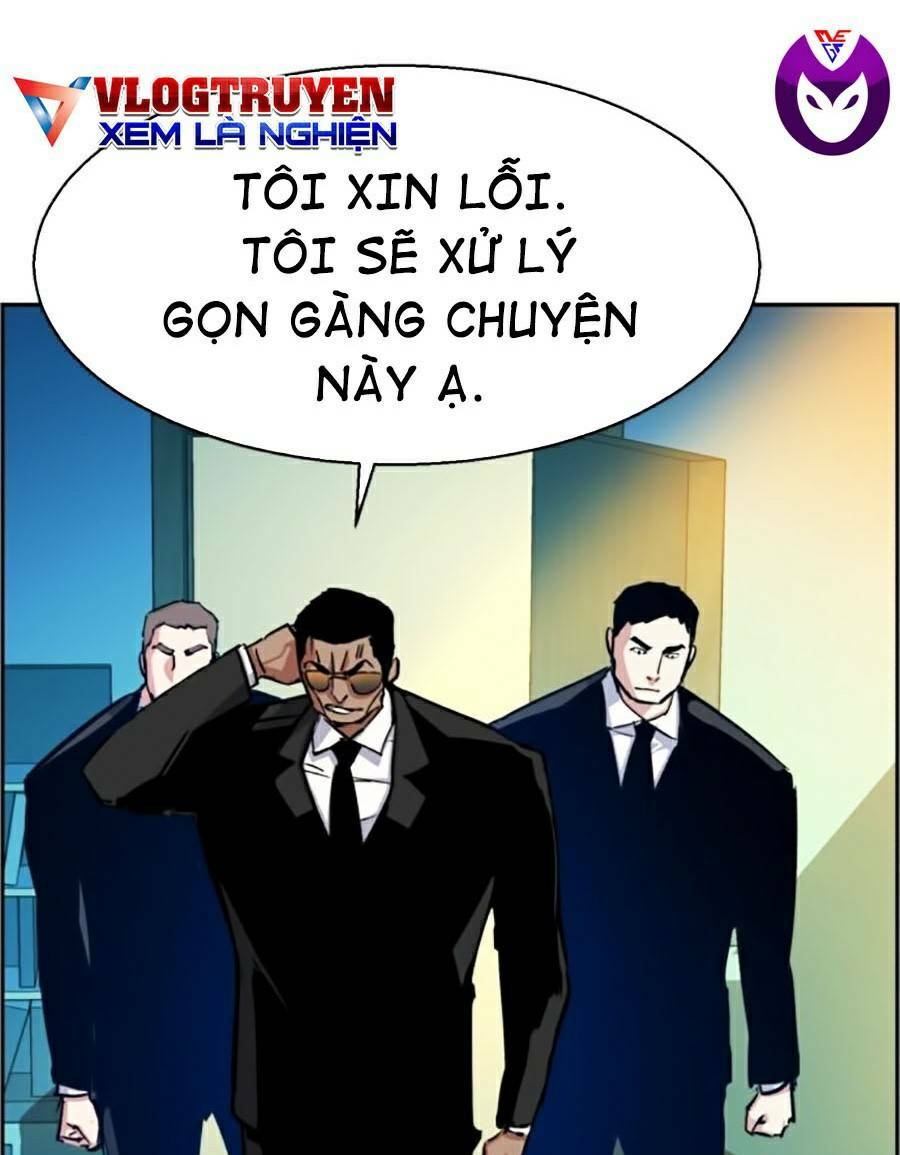 VLOGTRUYEN
XEM LÀ NGHIỆN
TÔI XIN LỖI.
TÔI SẼ XỬ LÝ
GỌN GÀNG CHUYỆN
NÀY Ạ.